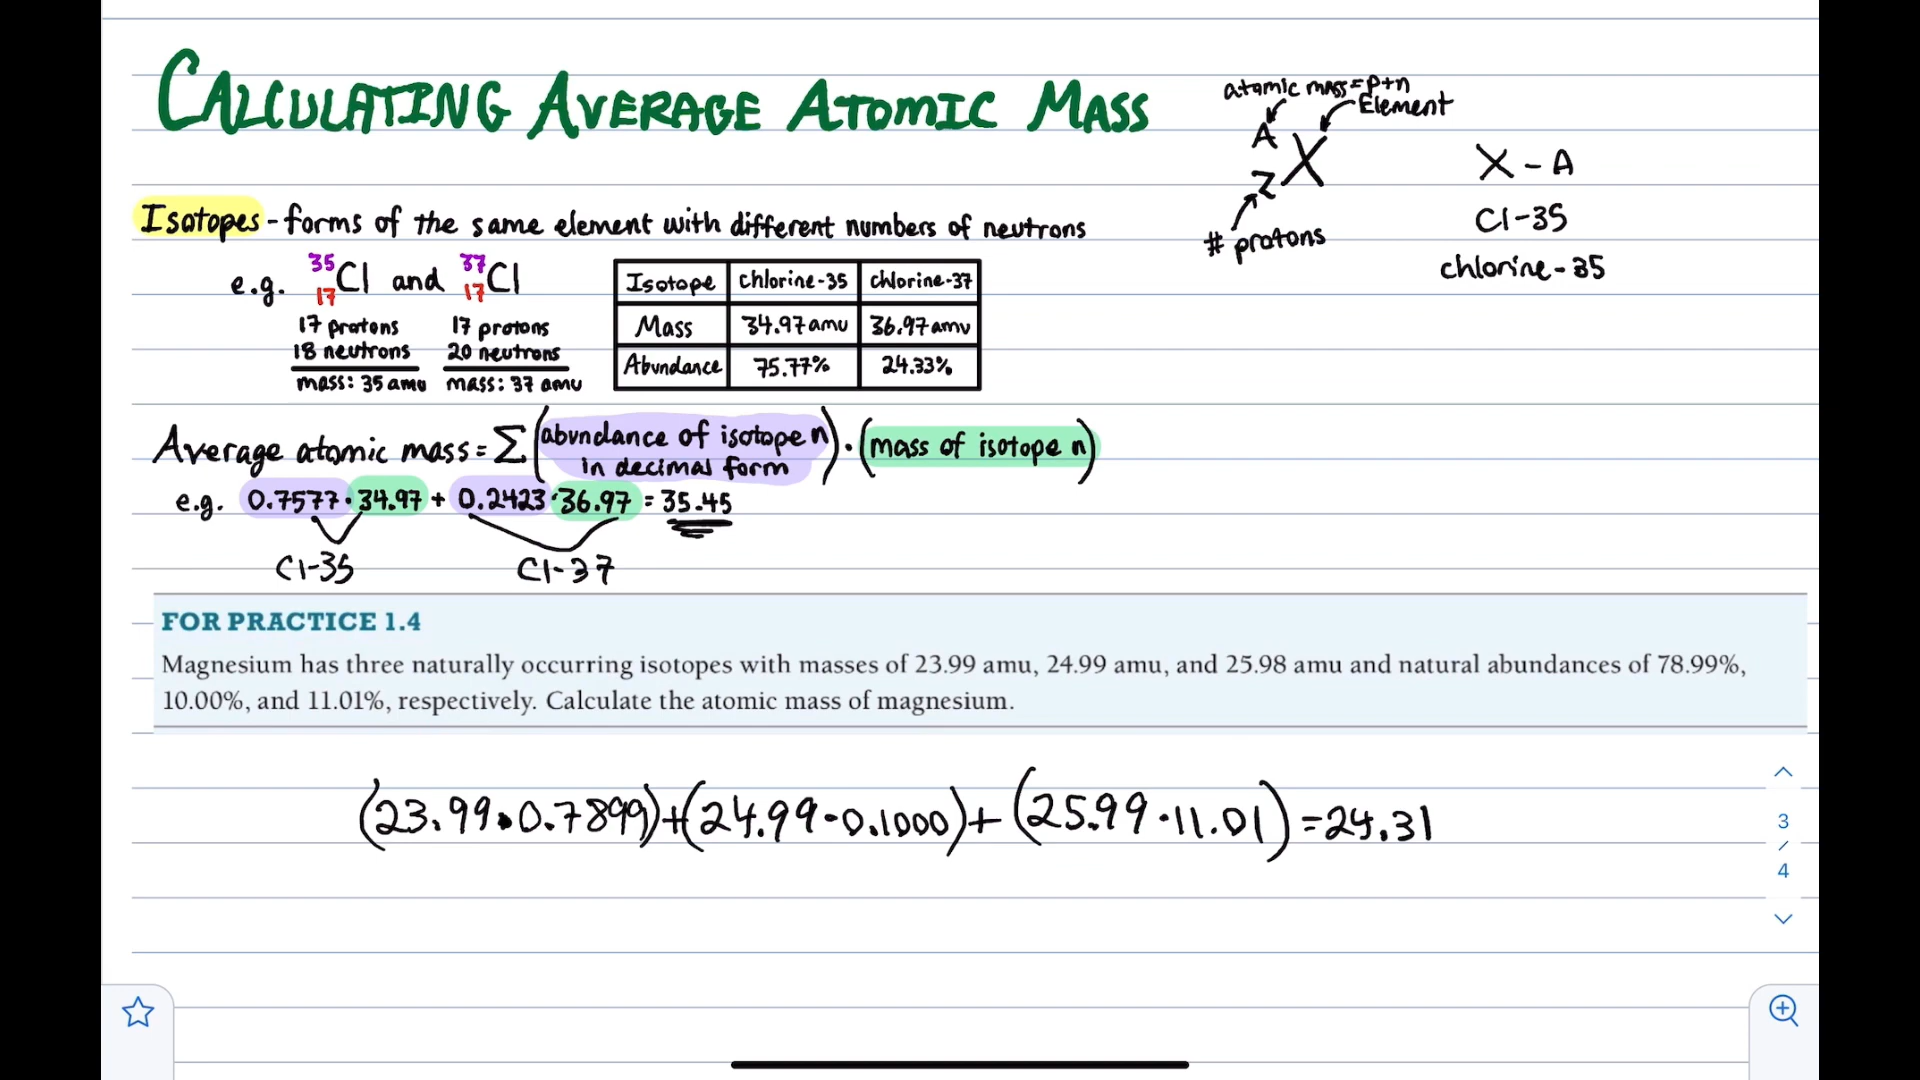 CALCULATING AVERAGE ATOMIC MASS
atomic mass = p+n
Element
A
X
Z
# protons
X - A
Cl-35
chlorine-35
Isotopes - forms of the same element with different numbers of neutrons
e.g. 35 17 Cl and 37 17 Cl
17 protons 17 protons
18 neutrons 20 neutrons
mass: 35 amu mass: 37 amu
Isotope chlorine-35 chlorine-37
Mass 34.97amu 36.97amu
Abundance 75.77% 24.33%
Average atomic mass = Σ (abundance of isotope n in decimal form) · (mass of isotope n)
e.g. 0.7577 · 34.97 + 0.2423 · 36.97 = 35.45
Cl-35 Cl-37
FOR PRACTICE 1.4
Magnesium has three naturally occurring isotopes with masses of 23.99 amu, 24.99 amu, and 25.98 amu and natural abundances of 78.99%,
10.00%, and 11.01%, respectively. Calculate the atomic mass of magnesium.
(23.99 · 0.7899) + (24.99 · 0.1000) + (25.99 · 11.01) = 24.31
3
/
4